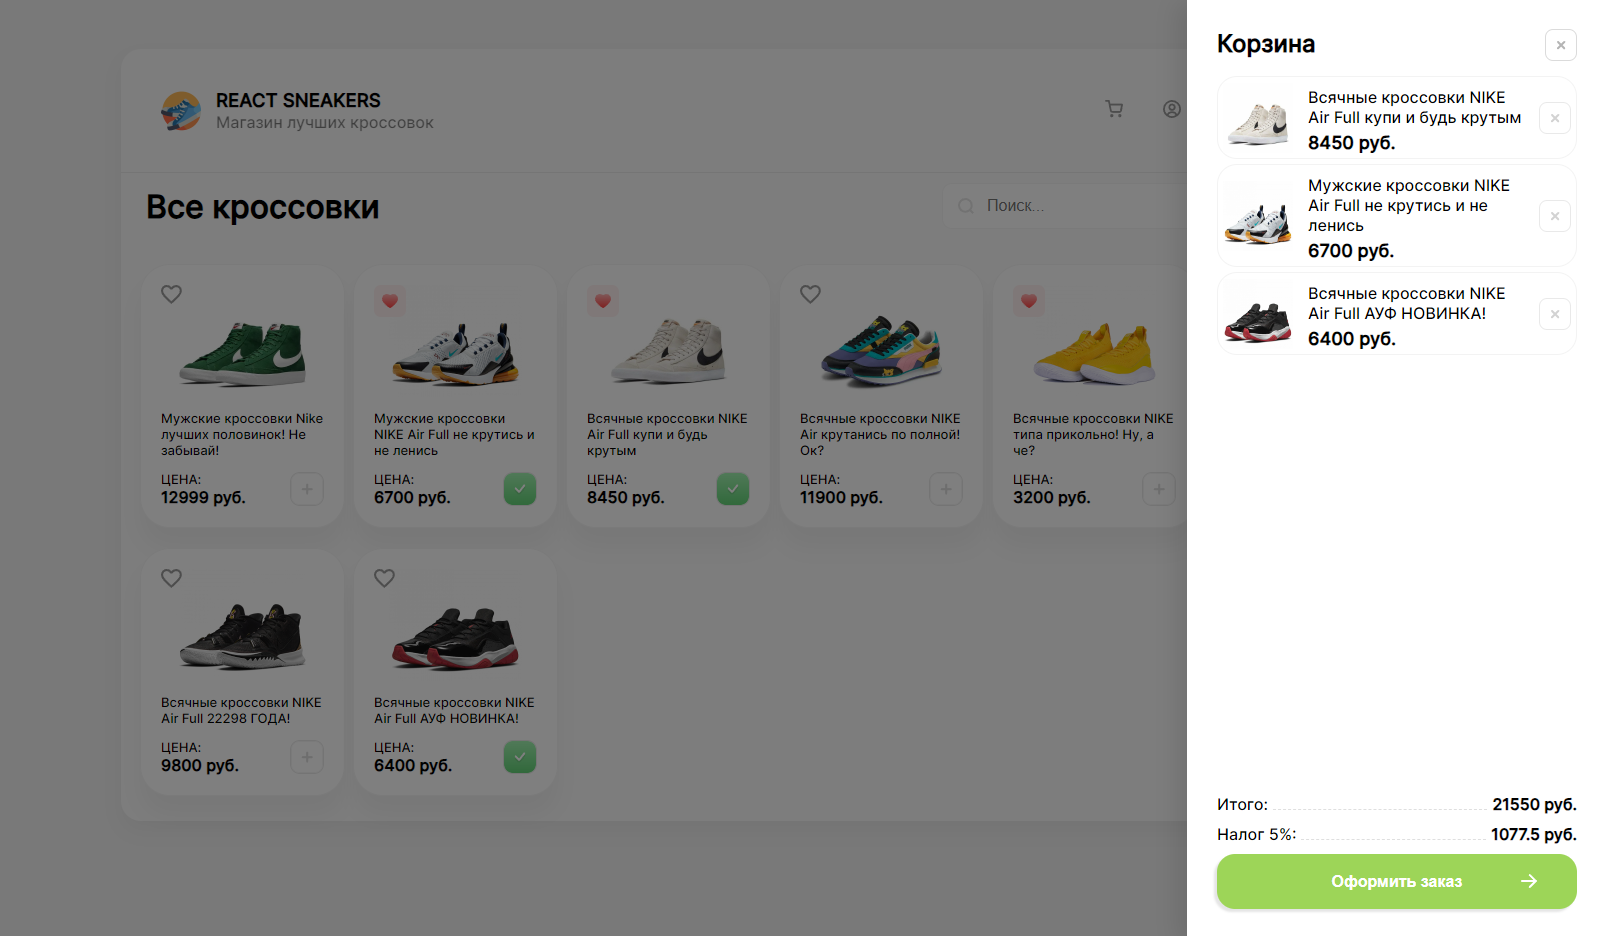 REACT SNEAKERS
Магазин лучших кроссовок
Все кроссовки
Поиск...
Мужские кроссовки Nike
лучших половинок! Не
забывай!
ЦЕНА:
12999 руб.
Мужские кроссовки
NIKE Air Full не крутись и
не ленись
ЦЕНА:
6700 руб.
Всячные кроссовки NIKE
Air Full купи и будь
крутым
ЦЕНА:
8450 руб.
Всячные кроссовки NIKE
Air крутанись по полной!
Ок?
ЦЕНА:
11900 руб.
Всячные кроссовки NIKE
типа прикольно! Ну, а
че?
ЦЕНА:
3200 руб.
Всячные кроссовки NIKE
Air Full 22298 ГОДА!
ЦЕНА:
9800 руб.
Всячные кроссовки NIKE
Air Full АУФ НОВИНКА!
ЦЕНА:
6400 руб.
Корзина
Всячные кроссовки NIKE
Air Full купи и будь крутым
8450 руб.
Мужские кроссовки NIKE
Air Full не крутись и не
ленись
6700 руб.
Всячные кроссовки NIKE
Air Full АУФ НОВИНКА!
6400 руб.
Итого: 21550 руб.
Налог 5%: 1077.5 руб.
Оформить заказ